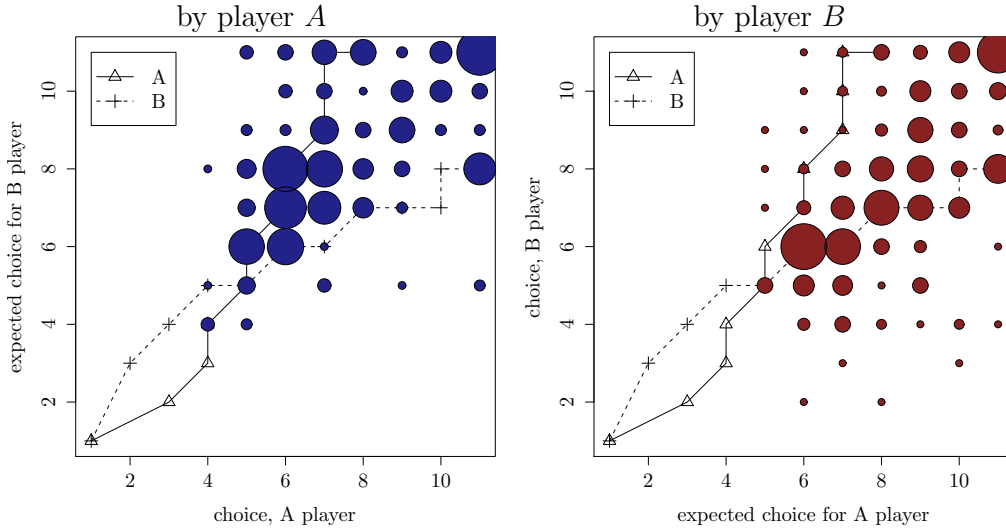 by player A
A
B
expected choice for B player
10
8
6
4
2
2 4 6 8 10
choice, A player
by player B
A
B
choice, B player
10
8
6
4
2
2 4 6 8 10
expected choice for A player